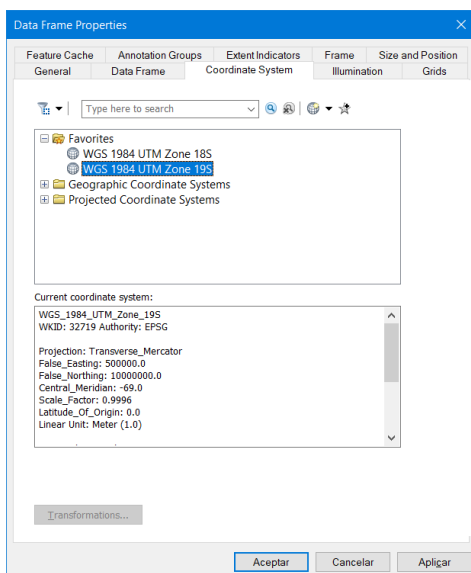 Data Frame Properties
Feature Cache Annotation Groups Extent Indicators Frame Size and Position
General Data Frame Coordinate System Illumination Grids
Type here to search
Favorites
WGS 1984 UTM Zone 18S
WGS 1984 UTM Zone 19S
Geographic Coordinate Systems
Projected Coordinate Systems
Current coordinate system:
WGS_1984_UTM_Zone_19S
WKID: 32719 Authority: EPSG
Projection: Transverse_Mercator
False_Easting: 500000.0
False_Northing: 10000000.0
Central_Meridian: -69.0
Scale_Factor: 0.9996
Latitude_Of_Origin: 0.0
Linear Unit: Meter (1.0)
Transformations...
Aceptar Cancelar Aplicar